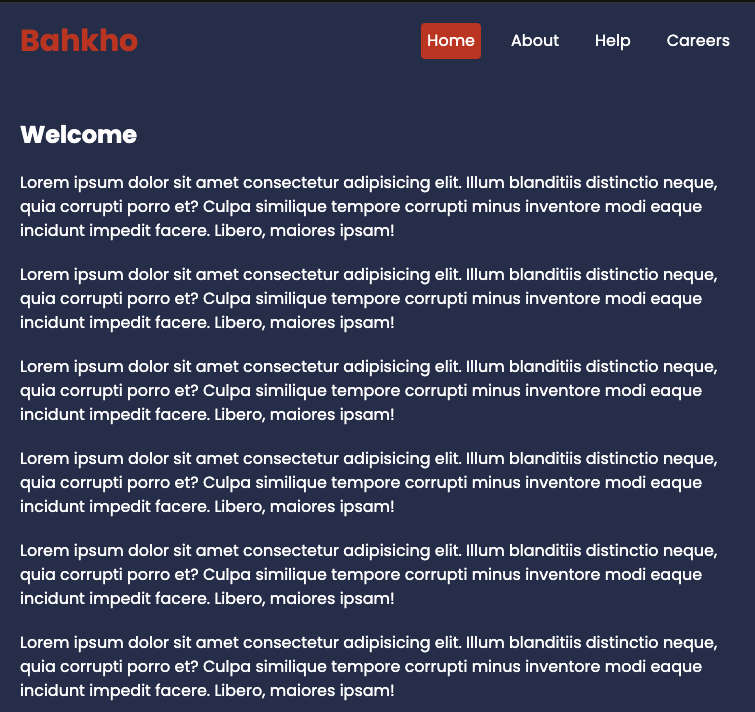 Bahkho
Home About Help Careers
Welcome
Lorem ipsum dolor sit amet consectetur adipisicing elit. Illum blanditiis distinctio neque,
quia corrupti porro et? Culpa similique tempore corrupti minus inventore modi eaque
incidunt impedit facere. Libero, maiores ipsam!
Lorem ipsum dolor sit amet consectetur adipisicing elit. Illum blanditiis distinctio neque,
quia corrupti porro et? Culpa similique tempore corrupti minus inventore modi eaque
incidunt impedit facere. Libero, maiores ipsam!
Lorem ipsum dolor sit amet consectetur adipisicing elit. Illum blanditiis distinctio neque,
quia corrupti porro et? Culpa similique tempore corrupti minus inventore modi eaque
incidunt impedit facere. Libero, maiores ipsam!
Lorem ipsum dolor sit amet consectetur adipisicing elit. Illum blanditiis distinctio neque,
quia corrupti porro et? Culpa similique tempore corrupti minus inventore modi eaque
incidunt impedit facere. Libero, maiores ipsam!
Lorem ipsum dolor sit amet consectetur adipisicing elit. Illum blanditiis distinctio neque,
quia corrupti porro et? Culpa similique tempore corrupti minus inventore modi eaque
incidunt impedit facere. Libero, maiores ipsam!
Lorem ipsum dolor sit amet consectetur adipisicing elit. Illum blanditiis distinctio neque,
quia corrupti porro et? Culpa similique tempore corrupti minus inventore modi eaque
incidunt impedit facere. Libero, maiores ipsam!